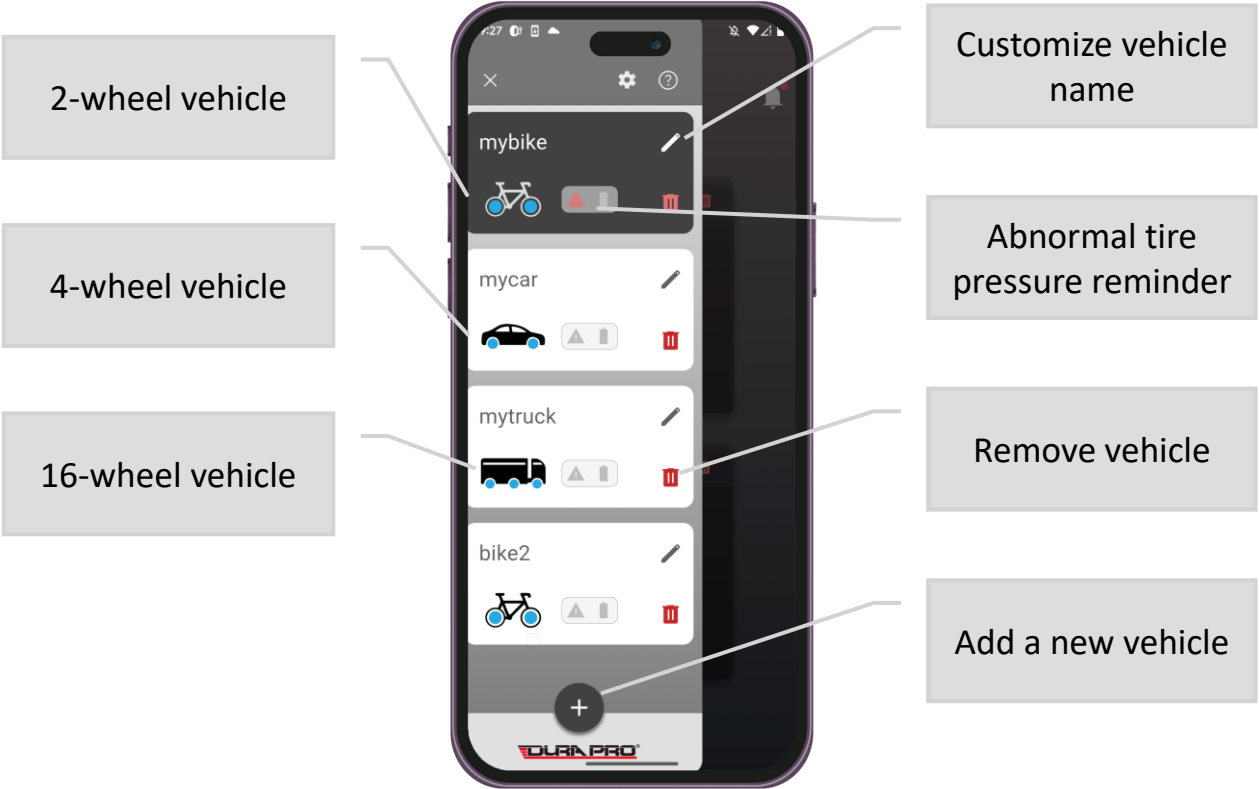 2-wheel vehicle
4-wheel vehicle
16-wheel vehicle
:27
mybike
mycar
mytruck
bike2
DURA PRO
Customize vehicle
name
Abnormal tire
pressure reminder
Remove vehicle
Add a new vehicle